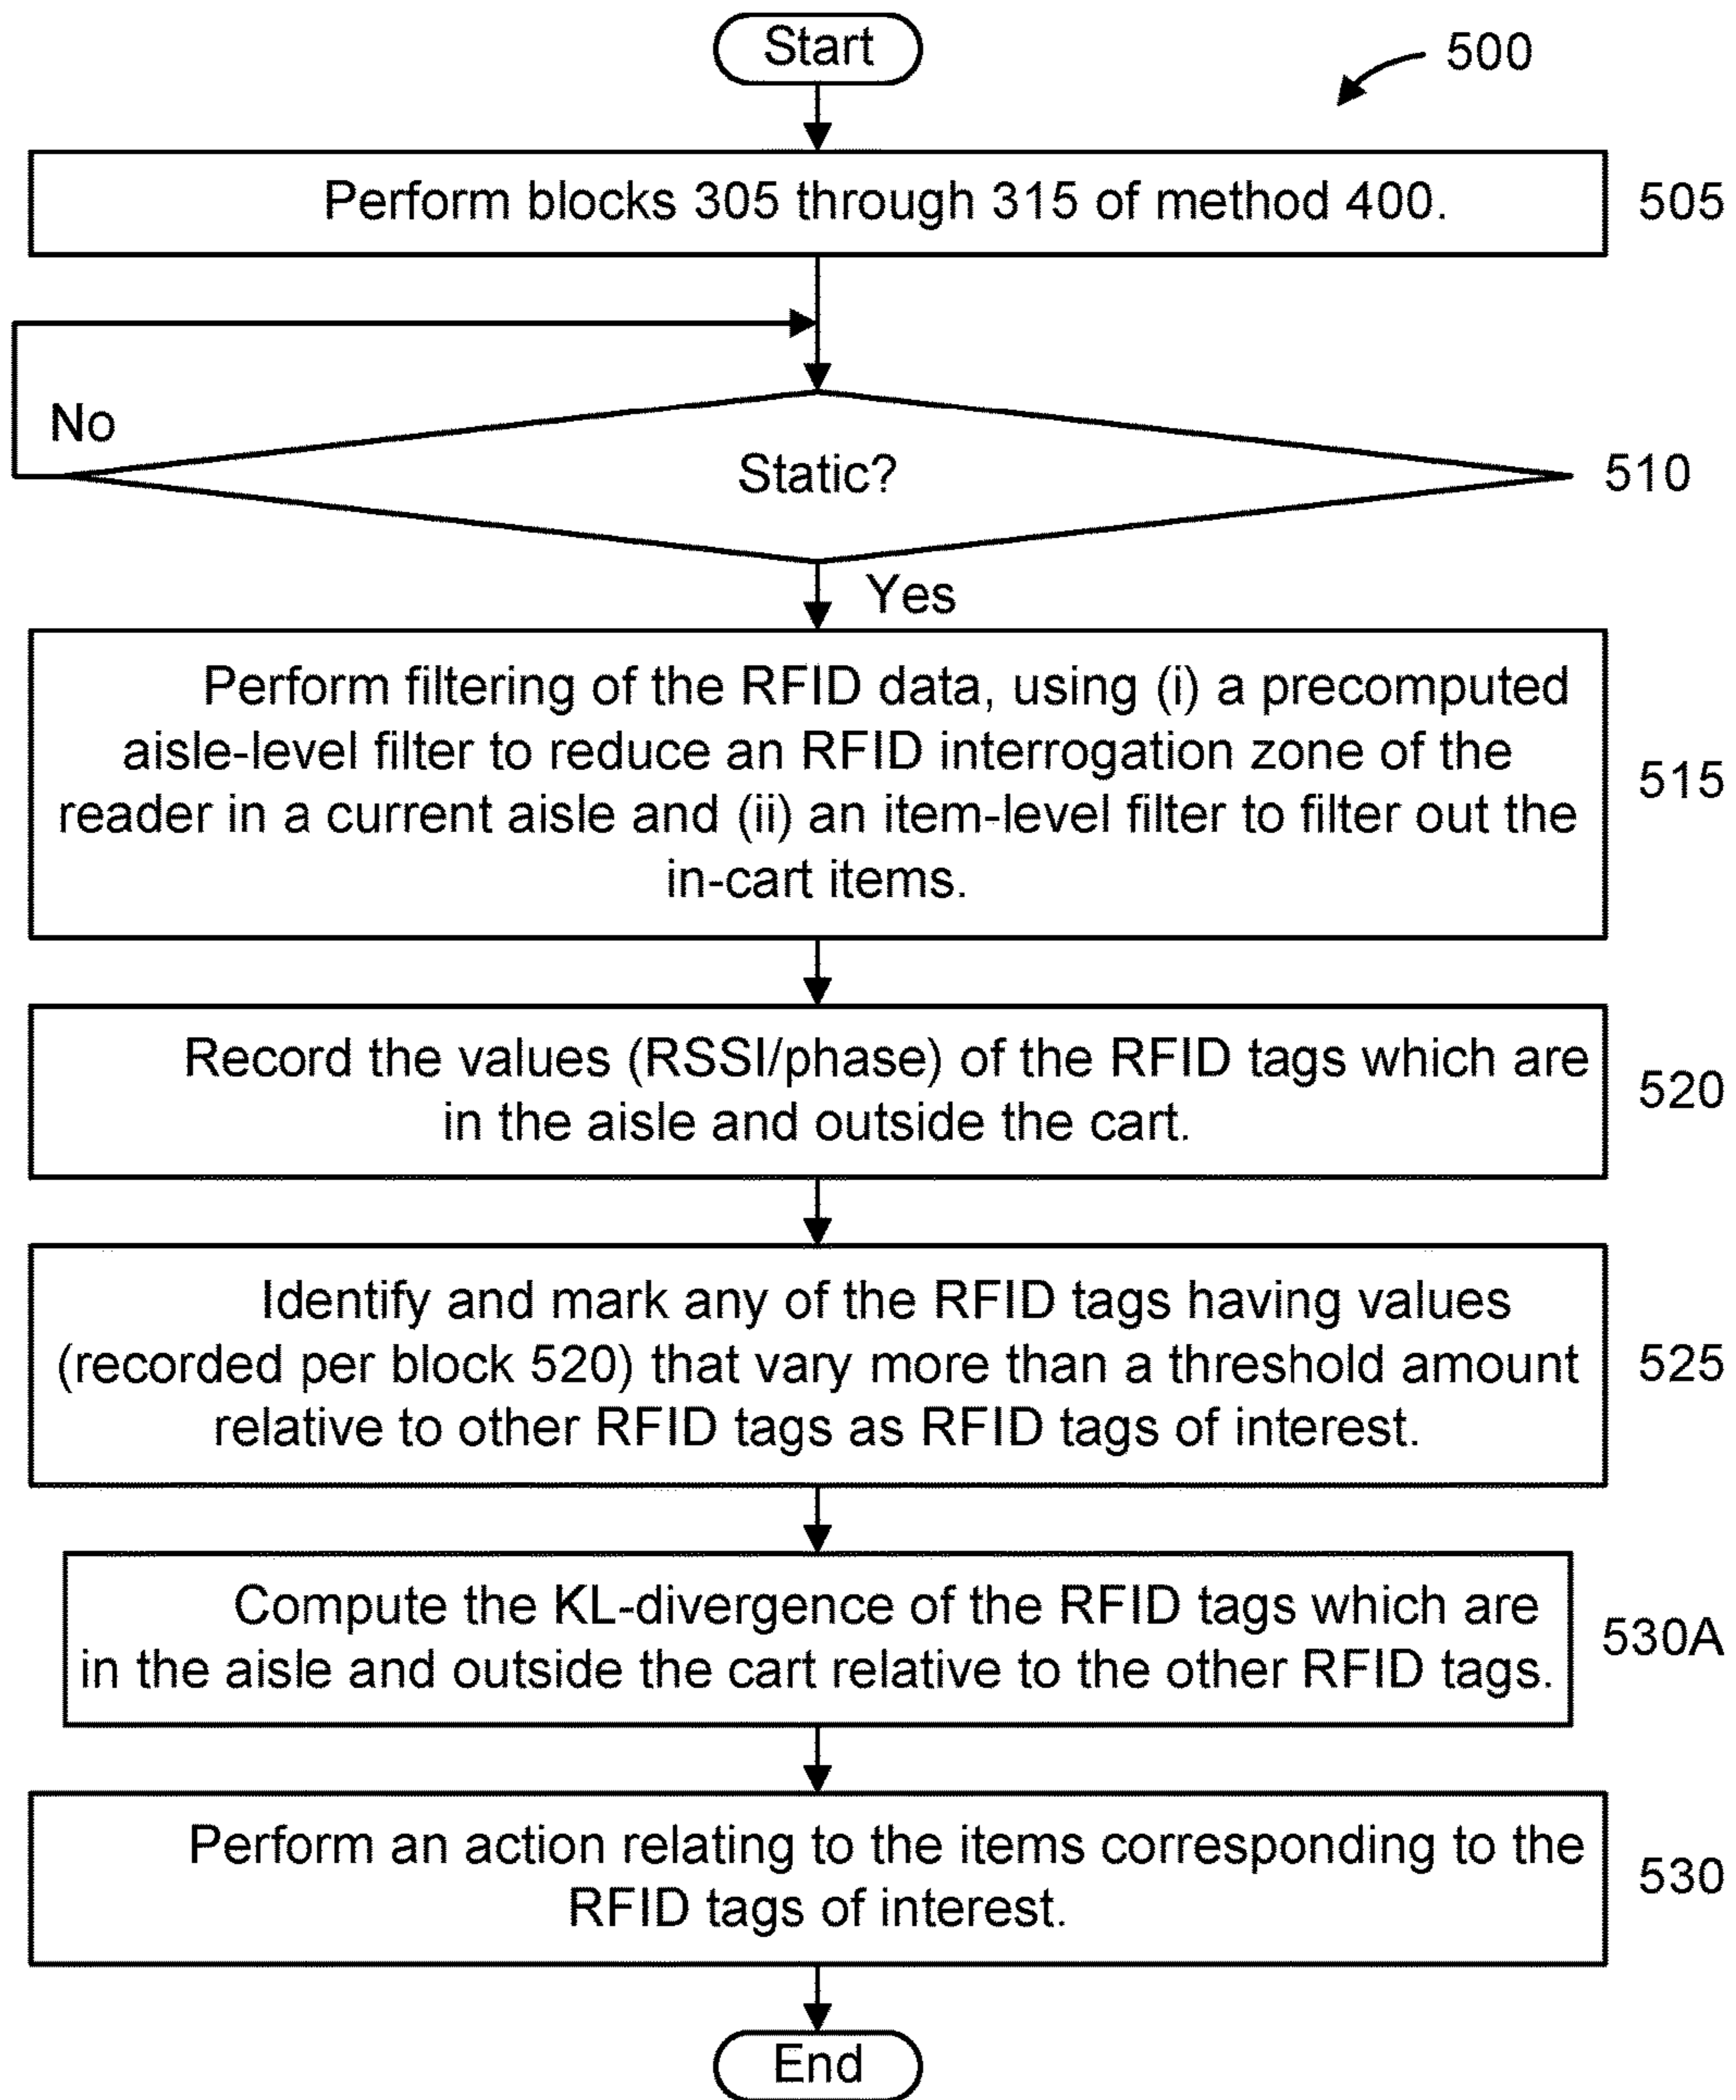 Start
500
Perform blocks 305 through 315 of method 400.
505
No
Static?
510
Yes
Perform filtering of the RFID data, using (i) a precomputed
aisle-level filter to reduce an RFID interrogation zone of the
reader in a current aisle and (ii) an item-level filter to filter out the
in-cart items.
515
Record the values (RSSI/phase) of the RFID tags which are
in the aisle and outside the cart.
520
Identify and mark any of the RFID tags having values
(recorded per block 520) that vary more than a threshold amount
relative to other RFID tags as RFID tags of interest.
525
Compute the KL-divergence of the RFID tags which are
in the aisle and outside the cart relative to the other RFID tags.
530A
Perform an action relating to the items corresponding to the
RFID tags of interest.
530
End